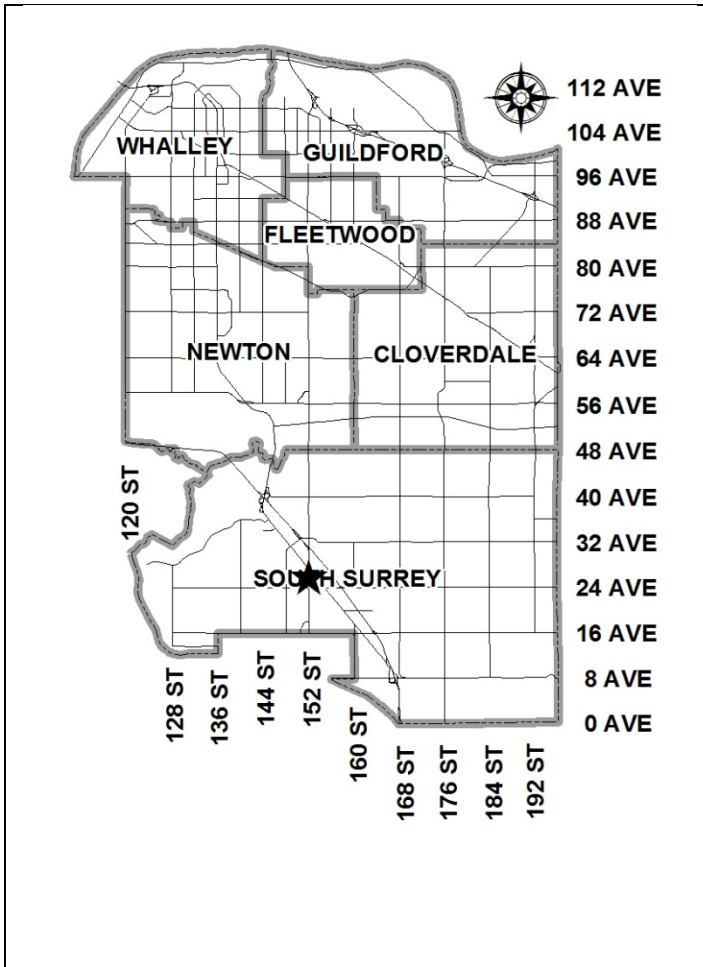 112 AVE
104 AVE
WHALLEY
GUILDFORD
96 AVE
88 AVE
FLEETWOOD
80 AVE
72 AVE
NEWTON
CLOVERDALE
64 AVE
56 AVE
48 AVE
120 ST
40 AVE
32 AVE
SOUTH SURREY
24 AVE
16 AVE
8 AVE
0 AVE
128 ST
136 ST
144 ST
152 ST
160 ST
168 ST
176 ST
184 ST
192 ST